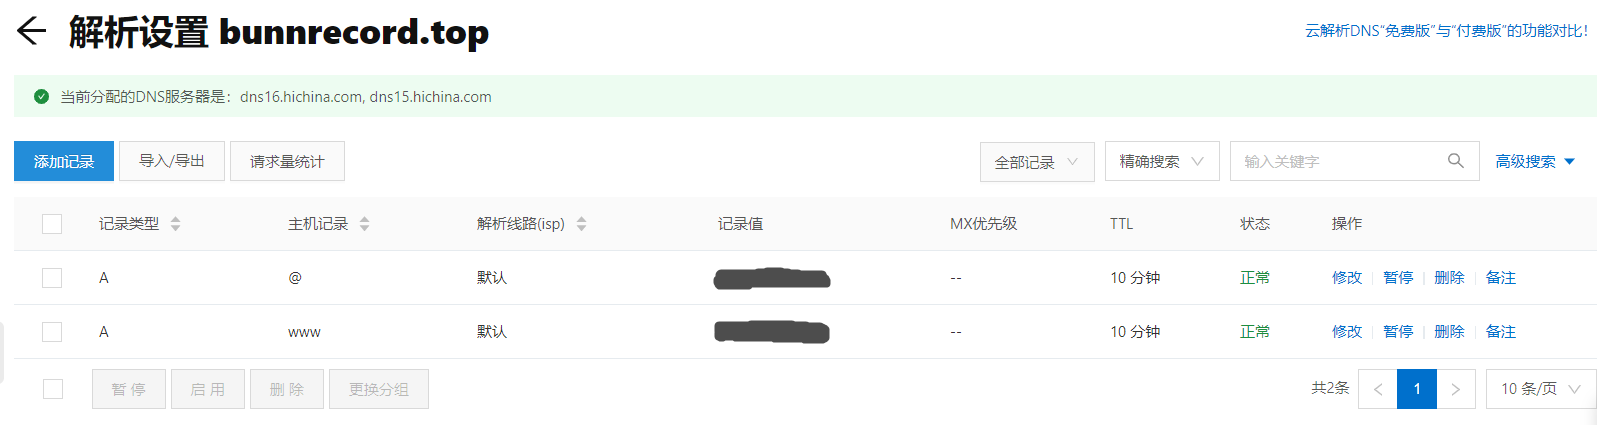 解析设置 bunnrecord.top
云解析DNS“免费版”与“付费版”的功能对比!
当前分配的DNS服务器是：dns16.hichina.com, dns15.hichina.com
添加记录 导入/导出 请求量统计 全部记录 精确搜索 输入关键字 高级搜索
记录类型 主机记录 解析线路(isp) 记录值 MX优先级 TTL 状态 操作
A @ 默认 -- 10 分钟 正常 修改 暂停 删除 备注
A www 默认 -- 10 分钟 正常 修改 暂停 删除 备注
暂 停 启 用 删 除 更换分组 共2条 < 1 > 10 条/页